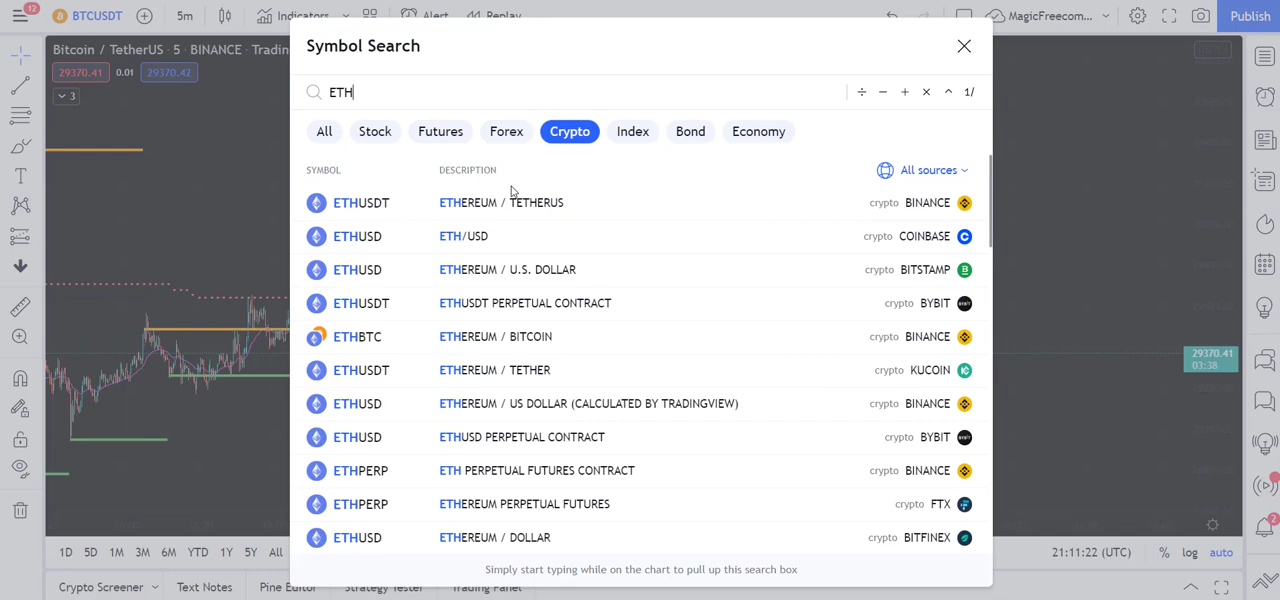 12 BTCUSDT 5m Indicators Alert Replay MagicFreecom... Publish
Symbol Search
Bitcoin / TetherUS · 5 · BINANCE · Tradin
29370.41 0.01 29370.42
3
ETH
1/
All Stock Futures Forex Crypto Index Bond Economy
SYMBOL DESCRIPTION All sources
ETHUSDT ETHEREUM / TETHERUS crypto BINANCE
ETHUSD ETH/USD crypto COINBASE
ETHUSD ETHEREUM / U.S. DOLLAR crypto BITSTAMP
ETHUSDT ETHUSDT PERPETUAL CONTRACT crypto BYBIT
ETHBTC ETHEREUM / BITCOIN crypto BINANCE
29370.41
03:38
ETHUSDT ETHEREUM / TETHER crypto KUCOIN
ETHUSD ETHEREUM / US DOLLAR (CALCULATED BY TRADINGVIEW) crypto BINANCE
ETHUSD ETHUSD PERPETUAL CONTRACT crypto BYBIT
ETHPERP ETH PERPETUAL FUTURES CONTRACT crypto BINANCE
ETHPERP ETHEREUM PERPETUAL FUTURES crypto FTX
ETHUSD ETHEREUM / DOLLAR crypto BITFINEX
2
1D 5D 1M 3M 6M YTD 1Y 5Y All 21:11:22 (UTC) % log auto
Simply start typing while on the chart to pull up this search box
Crypto Screener Text Notes Pine Editor Strategy Tester Trading Panel